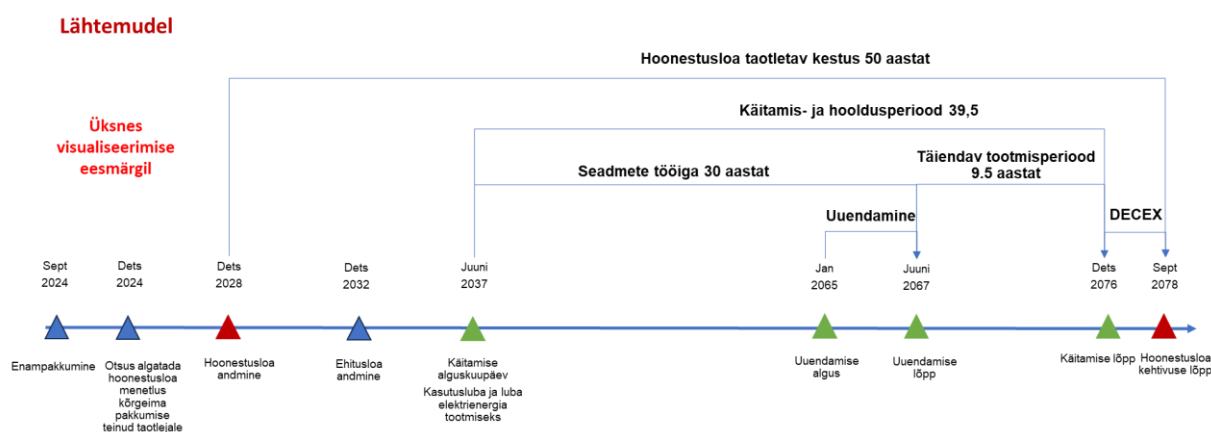 Lähtemudel
Hoonestusloa taotletav kestus 50 aastat
Üksnes
visualiseerimise
eesmärgil
Käitamis- ja hooldusperiood 39,5
Seadmete tööiga 30 aastat
Täiendav tootmisperiood
9.5 aastat
Uuendamine
DECEX
Sept
2024
Dets
2024
Dets
2028
Dets
2032
Juuni
2037
Jan
2065
Juuni
2067
Dets
2076
Sept
2078
Enampakkumine
Otsus algatada
hoonestusloa
menetlus
kõrgeima
pakkumise
teinud taotlejale
Hoonestusloa
andmine
Ehitusloa
andmine
Käitamise
alguskuupäev
Kasutusluba ja luba
elektrienergia
tootmiseks
Uuendamise
algus
Uuendamise
lõpp
Käitamise lõpp
Hoonestusloa
kehtivuse lõpp